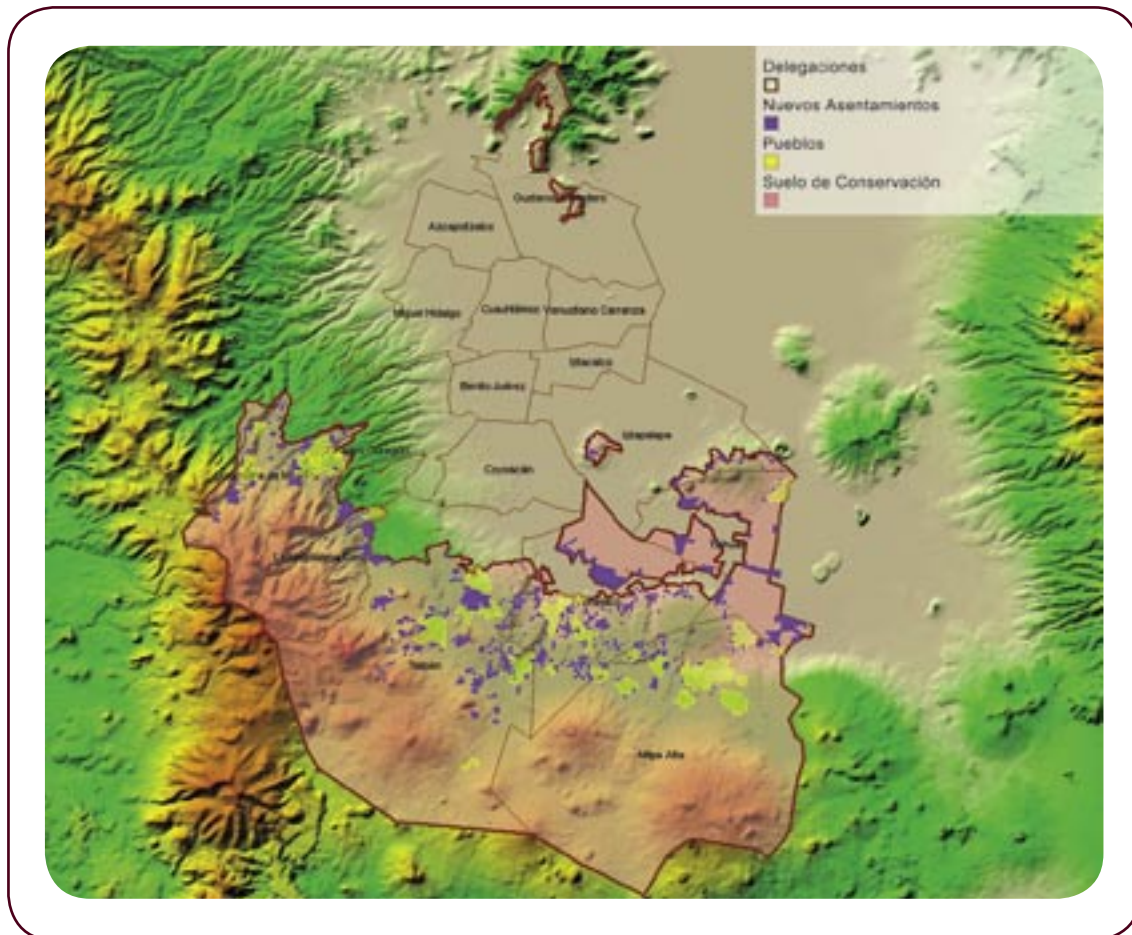 Delegaciones
Nuevos Asentamientos
Pueblos
Suelo de Conservación
Azcapotzalco
Miguel Hidalgo
Cuauhtémoc
Venustiano Carranza
Iztacalco
Benito Juárez
Iztapalapa
Coyoacán
Tlalpan
Milpa Alta